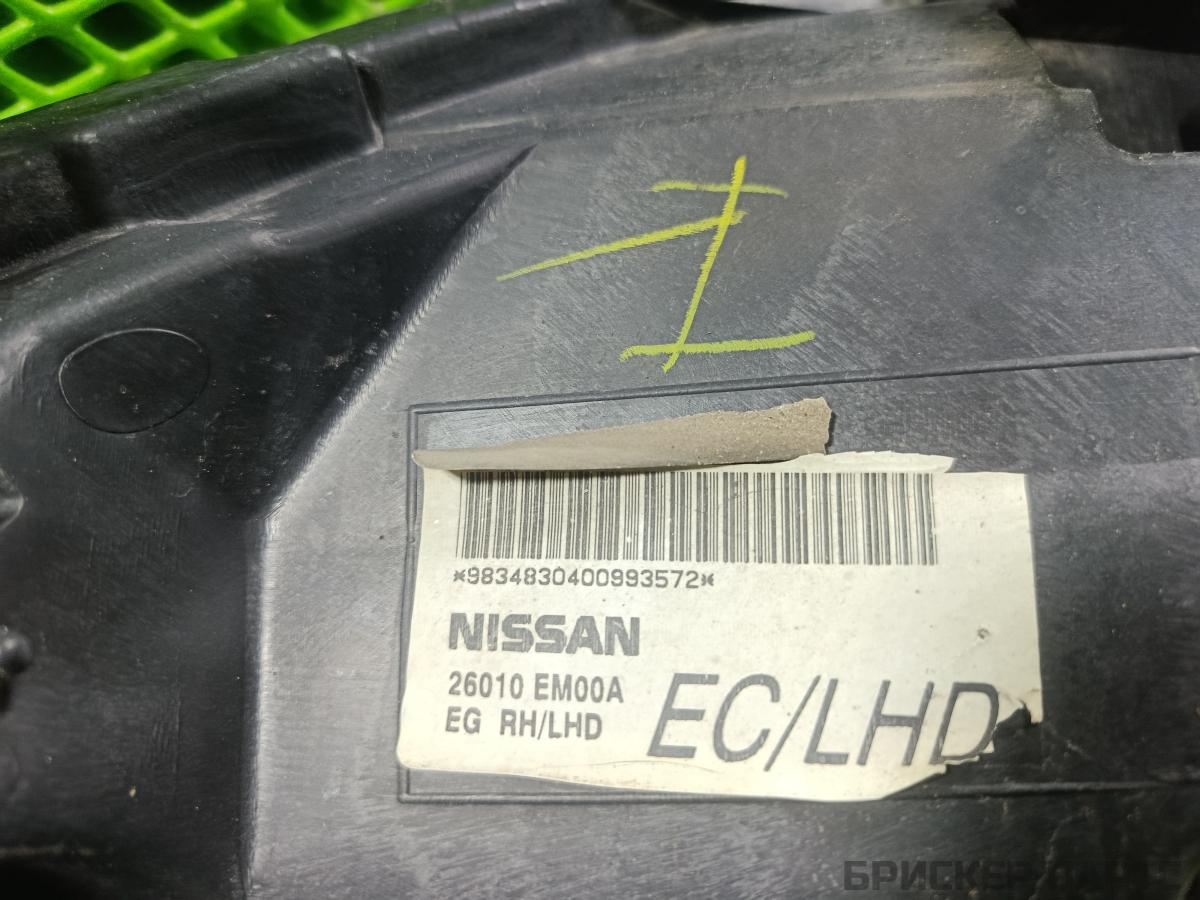 *9834830400993572*
NISSAN
26010 EM00A
EG RH/LHD
EC/LHD